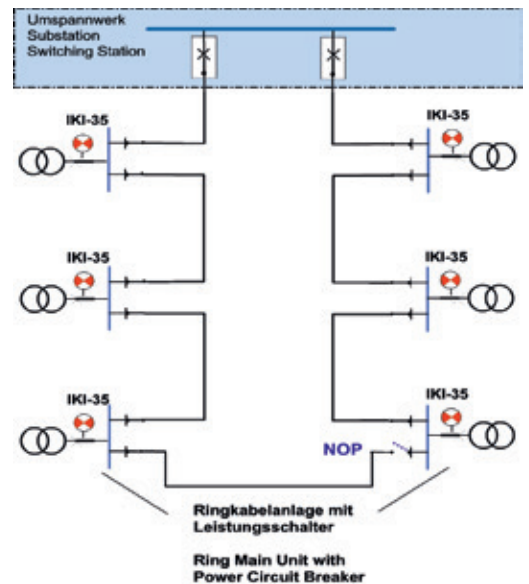 Umspannwerk
Substation
Switching Station
IKI-35
IKI-35
IKI-35
IKI-35
IKI-35
IKI-35
NOP
Ringkabelanlage mit
Leistungsschalter
Ring Main Unit with
Power Circuit Breaker